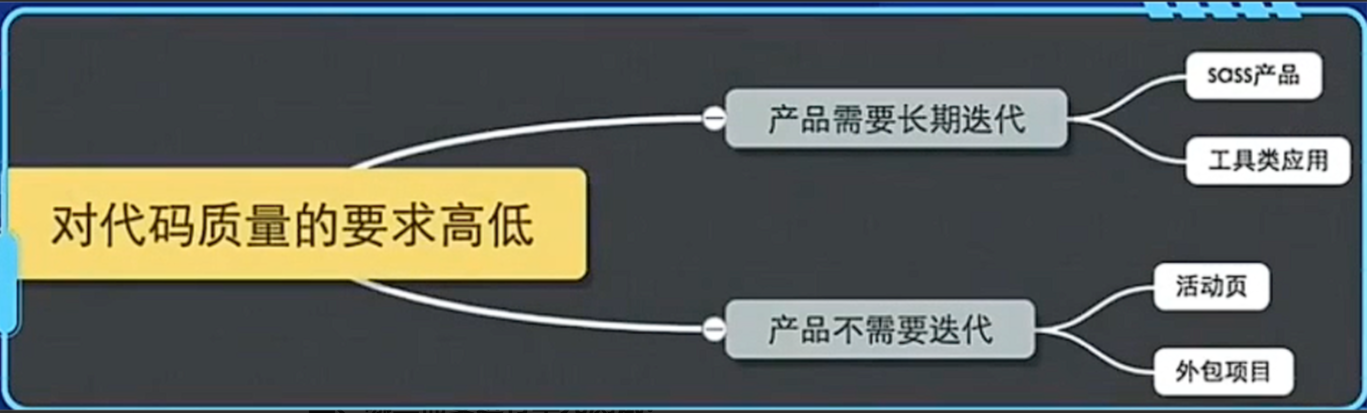 对代码质量的要求高低
产品需要长期迭代
sass产品
工具类应用
产品不需要迭代
活动页
外包项目